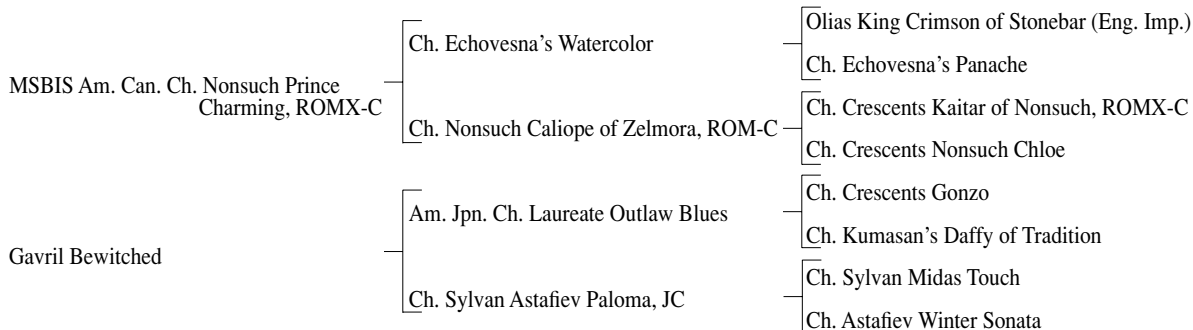 MSBIS Am. Can. Ch. Nonsuch Prince
Charming, ROMX-C
Ch. Echovesna's Watercolor
Olias King Crimson of Stonebar (Eng. Imp.)
Ch. Echovesna's Panache
Ch. Nonsuch Caliope of Zelmora, ROM-C
Ch. Crescents Kaitar of Nonsuch, ROMX-C
Ch. Crescents Nonsuch Chloe
Gavril Bewitched
Am. Jpn. Ch. Laureate Outlaw Blues
Ch. Crescents Gonzo
Ch. Kumasan's Daffy of Tradition
Ch. Sylvan Astafiev Paloma, JC
Ch. Sylvan Midas Touch
Ch. Astafiev Winter Sonata